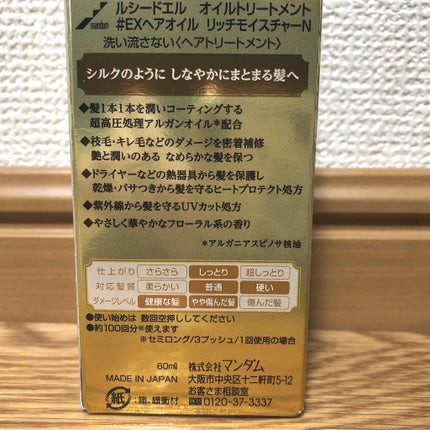 mandom
ルシードエル オイルトリートメント
#EXヘアオイル リッチモイスチャーN
洗い流さない〈ヘアトリートメント〉
シルクのように しなやかにまとまる髪へ
◆髪1本1本を潤いコーティングする
超高圧処理アルガンオイル*配合
◆枝毛・キレ毛などのダメージを密着補修
艶と潤いのある なめらかな髪を保つ
◆ドライヤーなどの熱器具から髪を保護し
乾燥・パサつきから髪を守るヒートプロテクト処方
◆紫外線から髪を守るUVカット処方
◆やさしく華やかなフローラル系の香り
*アルガニアスピノサ核油
仕上がり さらさら しっとり 超しっとり
対応髪質 柔らかい 普通 硬い
ダメージレベル 健康な髪 やや傷んだ髪 傷んだ髪
●使い始めは 数回空押ししてください
●約100回分※使えます
※セミロング/3プッシュ/1回使用の場合
60mℓ
MADE IN JAPAN
株式会社 マンダム
大阪市中央区十二軒町5-12
お客さま相談室
0120-37-3337
紙 :箱、緩衝材